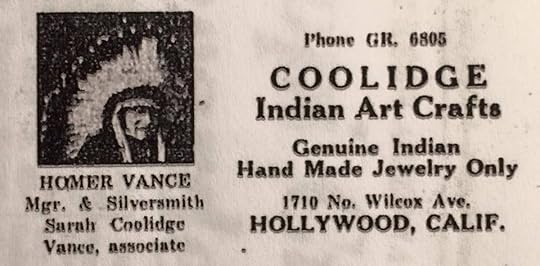 HOMER VANCE
Mgr. & Silversmith
Sarah Coolidge
Vance, associate
Phone GR. 6805
COOLIDGE
Indian Art Crafts
Genuine Indian
Hand Made Jewelry Only
1710 No. Wilcox Ave.
HOLLYWOOD, CALIF.